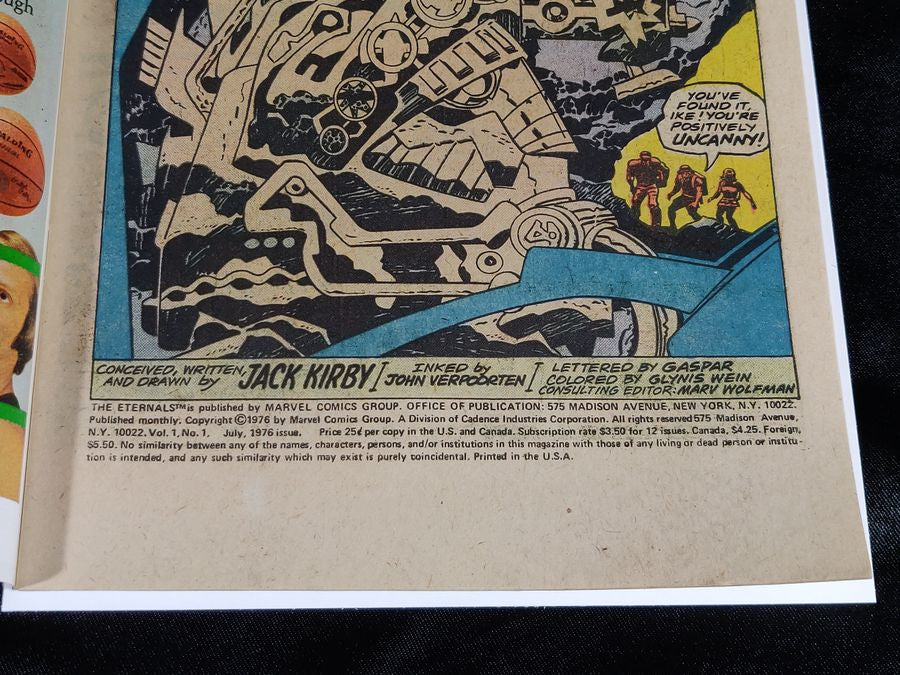 ough
SPALDING
YOU'VE
FOUND IT,
IKE! YOU'RE
POSITIVELY
UNCANNY!
CONCEIVED, WRITTEN,
AND DRAWN by JACK KIRBY
INKED by
JOHN VERPOORTEN
LETTERED BY GASPAR
COLORED BY GLYNIS WEIN
CONSULTING EDITOR: MARV WOLFMAN
THE ETERNALS™ is published by MARVEL COMICS GROUP. OFFICE OF PUBLICATION: 575 MADISON AVENUE, NEW YORK, N.Y. 10022.
Published monthly. Copyright ©1976 by Marvel Comics Group. A Division of Cadence Industries Corporation. All rights reserved 575 Madison Avenue,
N.Y. 10022. Vol. 1, No. 1, July, 1976 issue. Price 25¢ per copy in the U.S. and Canada. Subscription rate $3.50 for 12 issues. Canada, $4.25. Foreign,
$5.50. No similarity between any of the names, characters, persons, and/or institutions in this magazine with those of any living or dead person or institu-
tion is intended, and any such similarity which may exist is purely coincidental. Printed in the U.S.A.